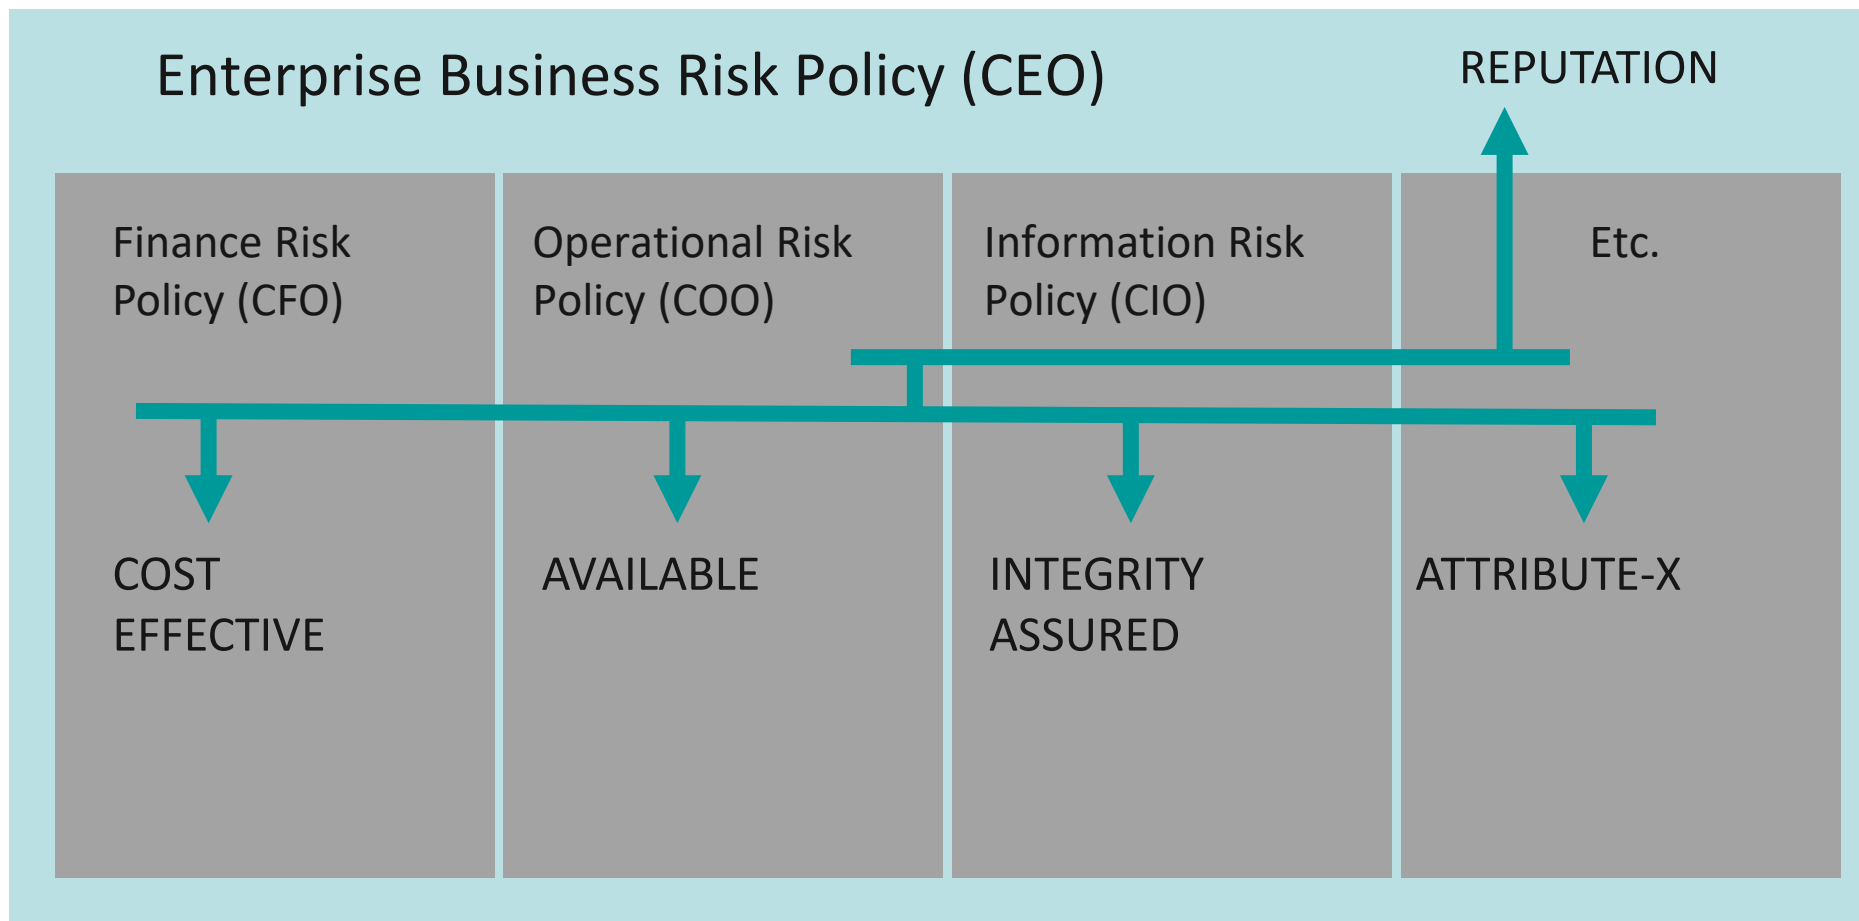 Enterprise Business Risk Policy (CEO)
REPUTATION
Finance Risk
Policy (CFO)
Operational Risk
Policy (COO)
Information Risk
Policy (CIO)
Etc.
COST
EFFECTIVE
AVAILABLE
INTEGRITY
ASSURED
ATTRIBUTE-X